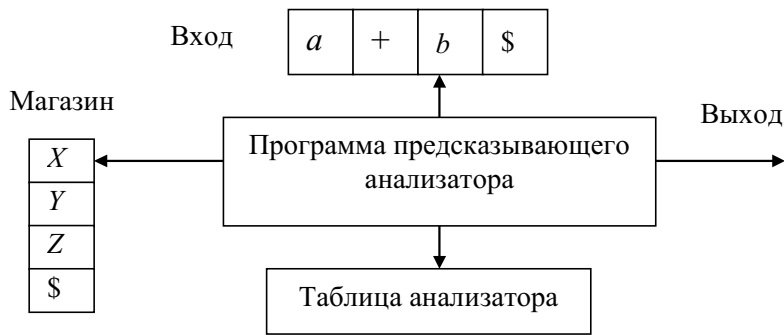 Вход
a + b $
Магазин
X
Y
Z
$
Программа предсказывающего
анализатора
Выход
Таблица анализатора